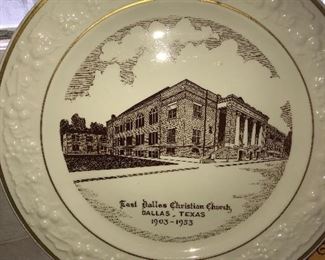 East Dallas Christian Church
DALLAS, TEXAS
1903-1953